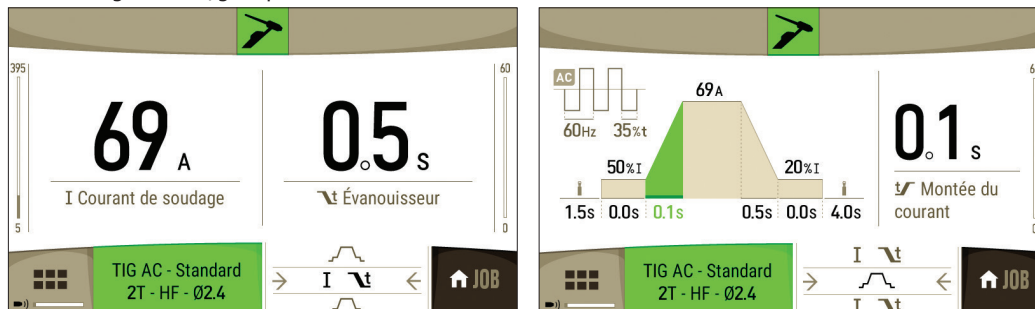 395
60
69 A
0.5 s
I Courant de soudage
t Évanouisseur
5
0
TIG AC - Standard
2T - HF - Ø2.4
I t
JOB
AC
69 A
60Hz 35%t
50%I
20%I
1.5s 0.0s 0.1s 0.5s 0.0s 4.0s
0.1 s
t Montée du
courant
TIG AC - Standard
2T - HF - Ø2.4
I t
I t
JOB